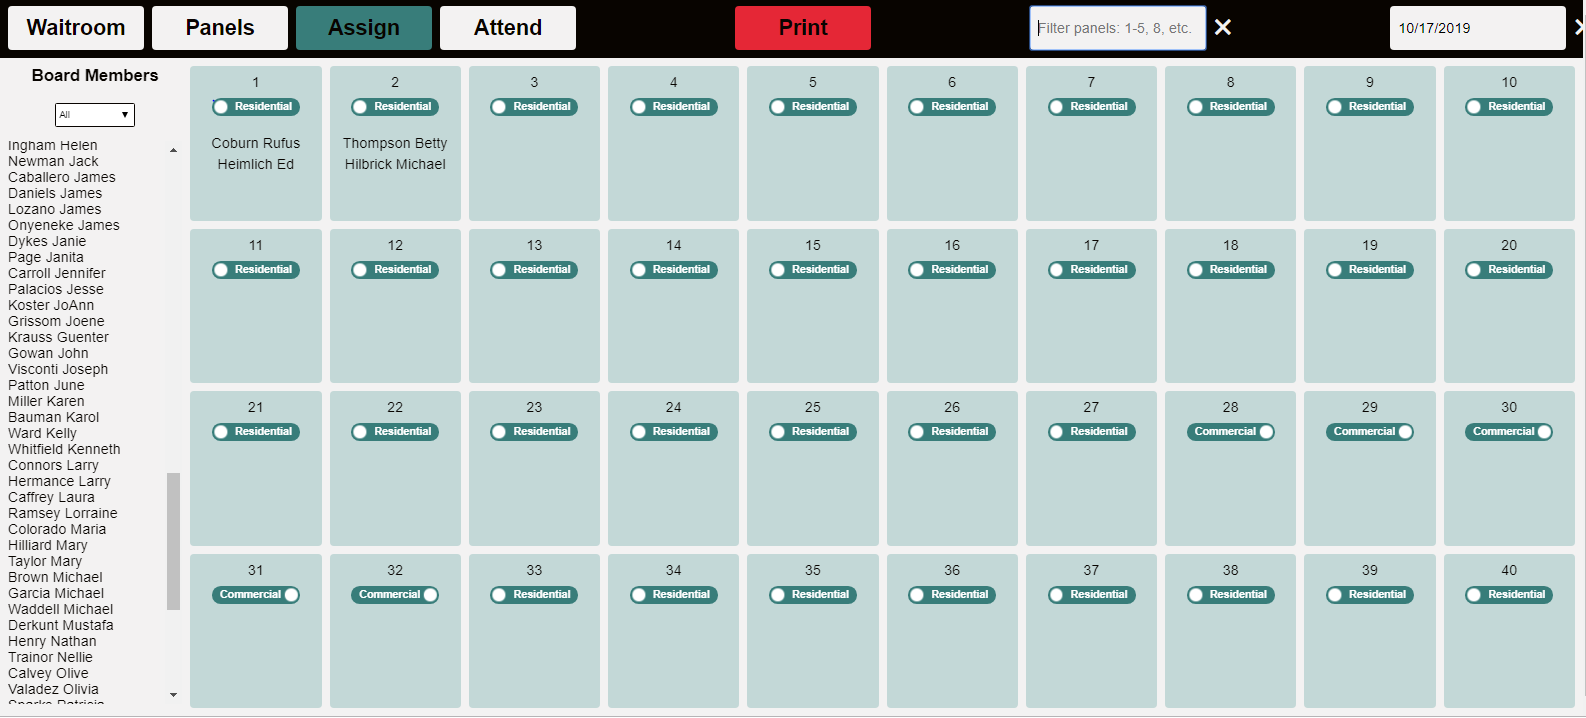 Waitroom Panels Assign Attend Print Filter panels: 1-5, 8, etc. ✕ 10/17/2019
Board Members
All
Ingham Helen
Newman Jack
Caballero James
Daniels James
Lozano James
Onyeneke James
Dykes Janie
Page Janita
Carroll Jennifer
Palacios Jesse
Koster JoAnn
Grissom Joene
Krauss Guenter
Gowan John
Visconti Joseph
Patton June
Miller Karen
Bauman Karol
Ward Kelly
Whitfield Kenneth
Connors Larry
Hermance Larry
Caffrey Laura
Ramsey Lorraine
Colorado Maria
Hilliard Mary
Taylor Mary
Brown Michael
Garcia Michael
Waddell Michael
Derkunt Mustafa
Henry Nathan
Trainor Nellie
Calvey Olive
Valadez Olivia
1 2 3 4 5 6 7 8 9 10
Residential Residential Residential Residential Residential Residential Residential Residential Residential Residential
Coburn Rufus Thompson Betty
Heimlich Ed Hilbrick Michael
11 12 13 14 15 16 17 18 19 20
Residential Residential Residential Residential Residential Residential Residential Residential Residential Residential
21 22 23 24 25 26 27 28 29 30
Residential Residential Residential Residential Residential Residential Residential Commercial Commercial Commercial
31 32 33 34 35 36 37 38 39 40
Commercial Commercial Residential Residential Residential Residential Residential Residential Residential Residential